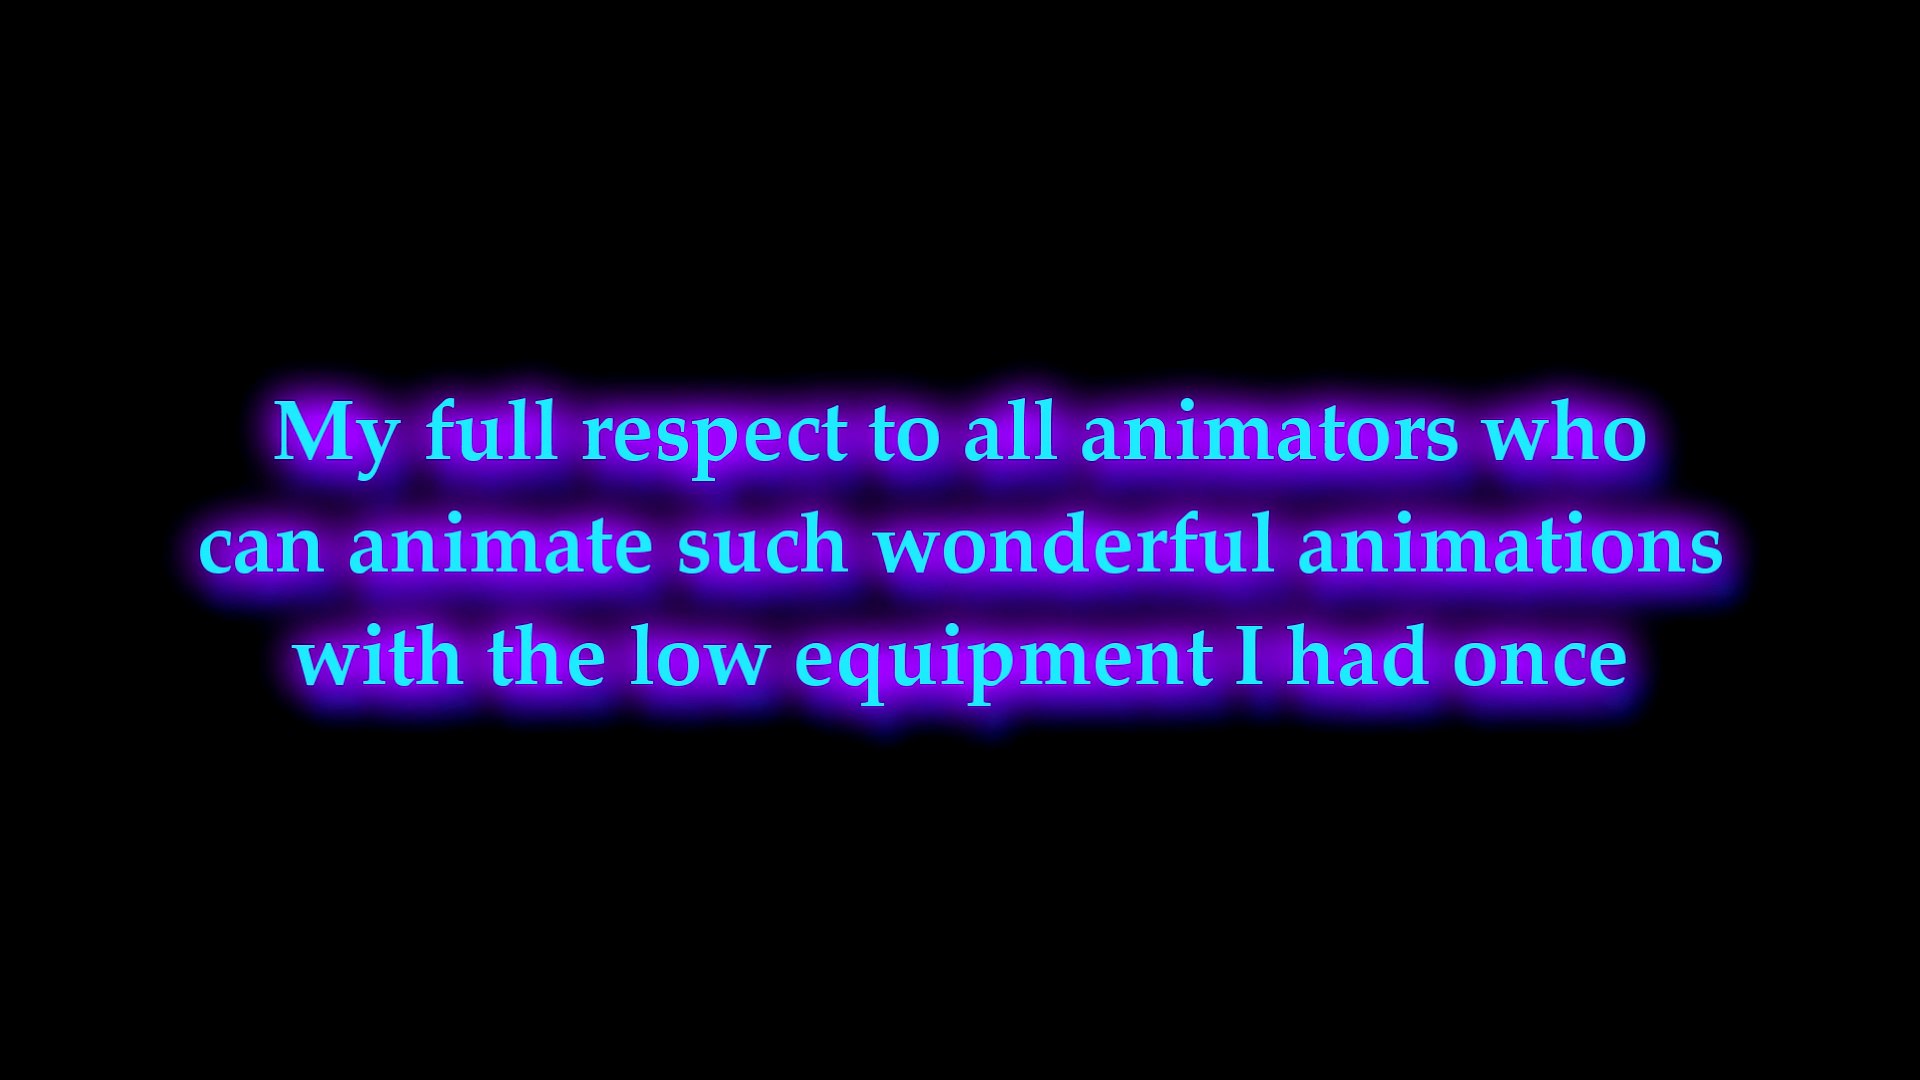 My full respect to all animators who
can animate such wonderful animations
with the low equipment I had once